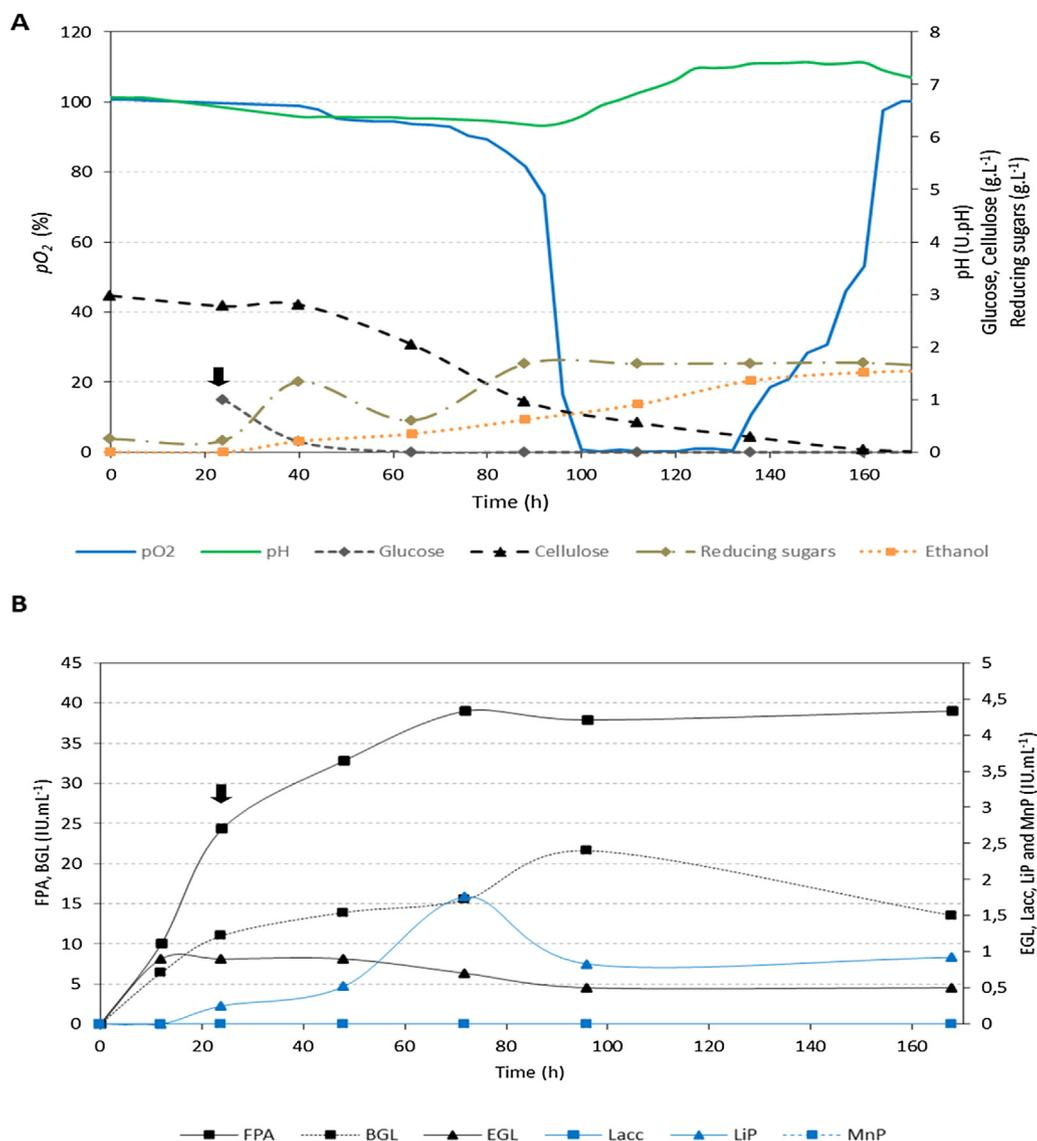 A
120
100
80
60
40
20
0
pO2 (%)
8
7
6
5
4
3
2
1
0
pH (U.pH)
Glucose, Cellulose (g.L-1)
Reducing sugars (g.L-1)
0 20 40 60 80 100 120 140 160
Time (h)
pO2 pH Glucose Cellulose Reducing sugars Ethanol
B
45
40
35
30
25
20
15
10
5
0
FPA, BGL (IU.mL-1)
5
4,5
4
3,5
3
2,5
2
1,5
1
0,5
0
EGL, Lacc, LiP and MnP (IU.mL-1)
0 20 40 60 80 100 120 140 160
Time (h)
FPA BGL EGL Lacc LiP MnP